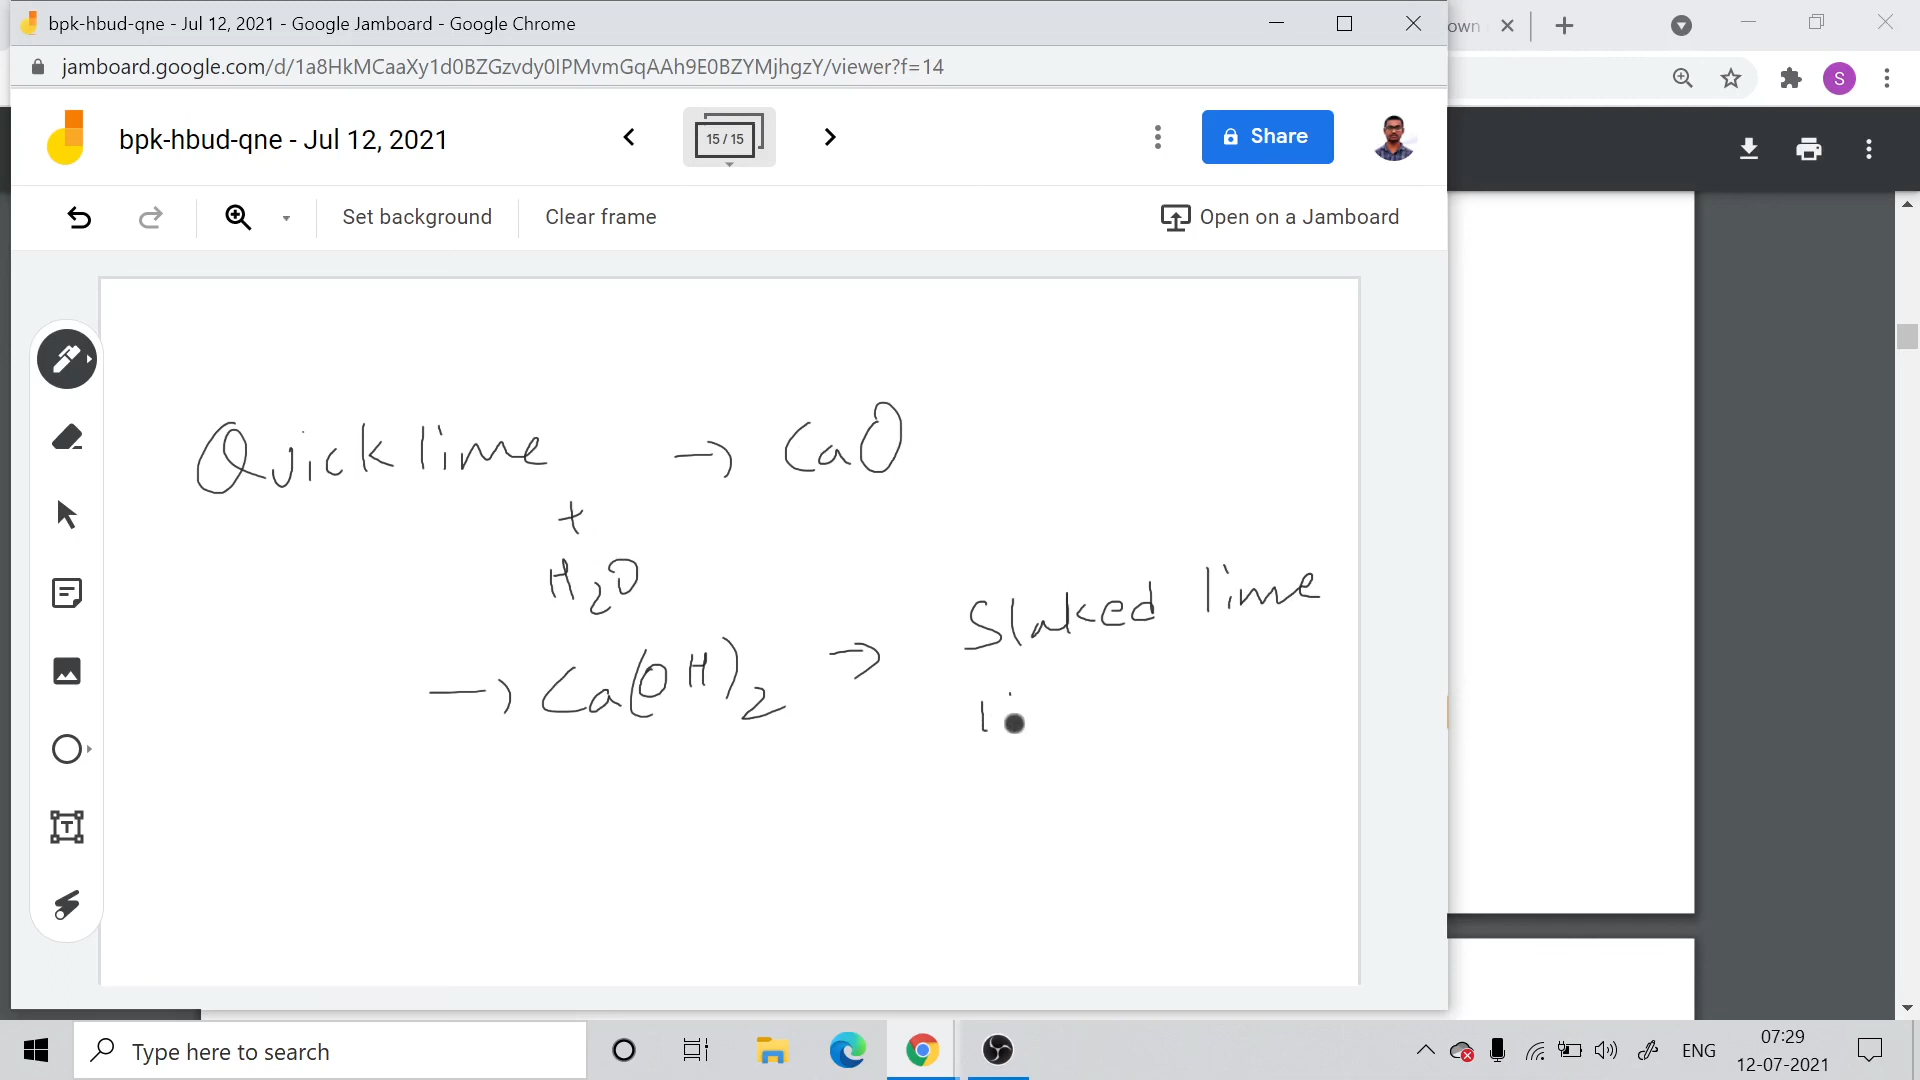 bpk-hbud-qne - Jul 12, 2021 - Google Jamboard - Google Chrome
own
jamboard.google.com/d/1a8HkMCaaXy1d0BZGzvdy0IPMvmGqAAh9E0BZYMjhgzY/viewer?f=14
S
bpk-hbud-qne - Jul 12, 2021
15 / 15
Share
Set background
Clear frame
Open on a Jamboard
Quick lime → CaO
+
H2O
Slaked lime
→ Ca(OH)2 →
li
T
Type here to search
ENG
07:29
12-07-2021